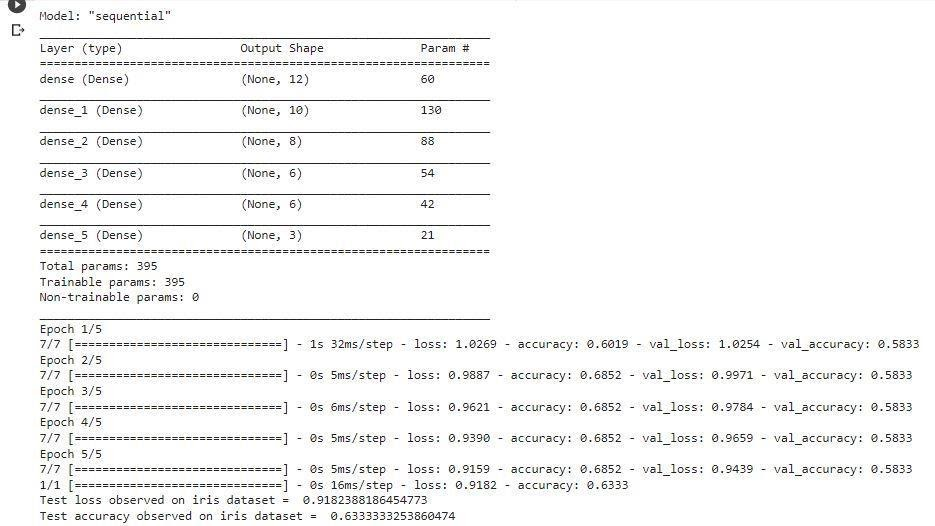 Model: "sequential"
Layer (type) Output Shape Param #
dense (Dense) (None, 12) 60
dense_1 (Dense) (None, 10) 130
dense_2 (Dense) (None, 8) 88
dense_3 (Dense) (None, 6) 54
dense_4 (Dense) (None, 6) 42
dense_5 (Dense) (None, 3) 21
Total params: 395
Trainable params: 395
Non-trainable params: 0
Epoch 1/5
7/7 [==============================] - 1s 32ms/step - loss: 1.0269 - accuracy: 0.6019 - val_loss: 1.0254 - val_accuracy: 0.5833
Epoch 2/5
7/7 [==============================] - 0s 5ms/step - loss: 0.9887 - accuracy: 0.6852 - val_loss: 0.9971 - val_accuracy: 0.5833
Epoch 3/5
7/7 [==============================] - 0s 6ms/step - loss: 0.9621 - accuracy: 0.6852 - val_loss: 0.9784 - val_accuracy: 0.5833
Epoch 4/5
7/7 [==============================] - 0s 5ms/step - loss: 0.9390 - accuracy: 0.6852 - val_loss: 0.9659 - val_accuracy: 0.5833
Epoch 5/5
7/7 [==============================] - 0s 5ms/step - loss: 0.9159 - accuracy: 0.6852 - val_loss: 0.9439 - val_accuracy: 0.5833
1/1 [==============================] - 0s 16ms/step - loss: 0.9182 - accuracy: 0.6333
Test loss observed on iris dataset =  0.9182388186454773
Test accuracy observed on iris dataset =  0.6333333253860474